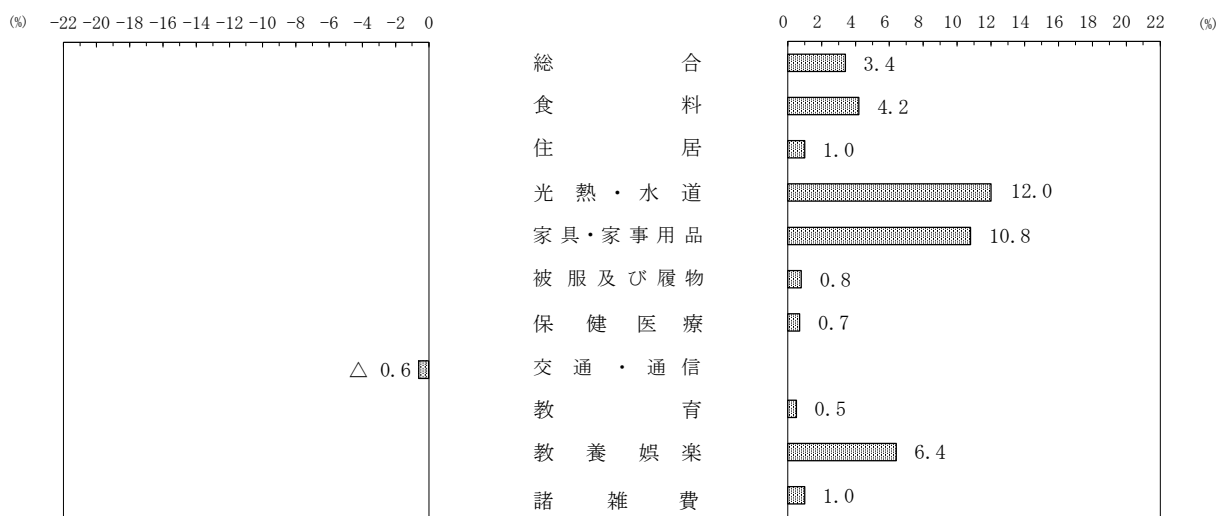 (%) −22 −20 −18 −16 −14 −12 −10 −8 −6 −4 −2 0 0 2 4 6 8 10 12 14 16 18 20 22 (%)
総合 3.4
食料 4.2
住居 1.0
光熱・水道 12.0
家具・家事用品 10.8
被服及び履物 0.8
保健医療 0.7
△ 0.6 交通・通信
教育 0.5
教養娯楽 6.4
諸雑費 1.0